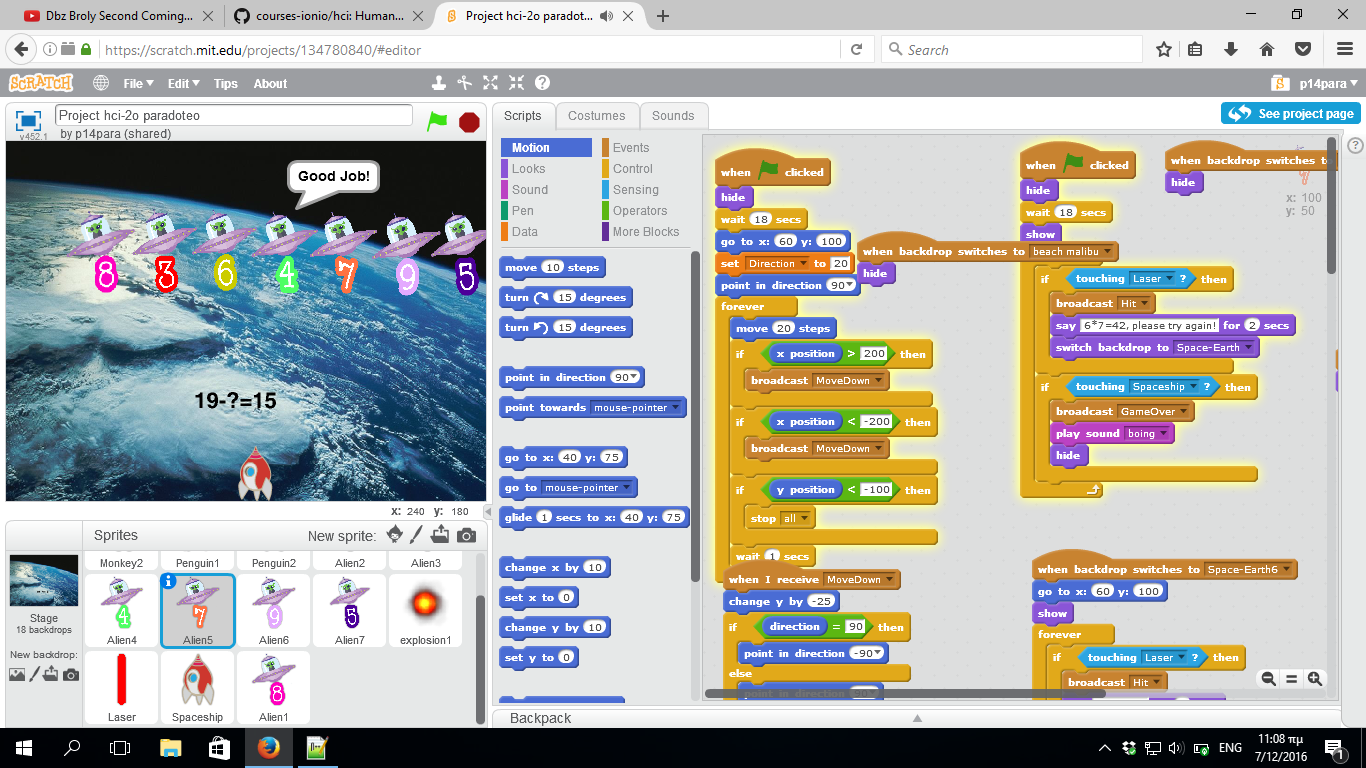 Dbz Broly Second Coming...
courses-ionio/hci: Human...
Project hci-2o paradot...
https://scratch.mit.edu/projects/134780840/#editor
Search
SCRATCH
File
Edit
Tips
About
p14para
Project hci-2o paradoteo
by p14para (shared)
v452.1
Good Job!
8 3 6 4 7 9 5
19-?=15
x: 240 y: 180
Sprites
New sprite:
Stage
18 backdrops
New backdrop:
Monkey2
Penguin1
Penguin2
Alien2
Alien3
4
7
9
5
Alien4
Alien5
Alien6
Alien7
explosion1
8
Laser
Spaceship
Alien1
Scripts
Costumes
Sounds
See project page
Motion
Looks
Sound
Pen
Data
Events
Control
Sensing
Operators
More Blocks
move 10 steps
turn 15 degrees
turn 15 degrees
point in direction 90
point towards mouse-pointer
go to x: 40 y: 75
go to mouse-pointer
glide 1 secs to x: 40 y: 75
change x by 10
set x to 0
change y by 10
set y to 0
when clicked
hide
wait 18 secs
go to x: 60 y: 100
set Direction to 20
point in direction 90
forever
move 20 steps
if x position > 200 then
broadcast MoveDown
if x position < -200 then
broadcast MoveDown
if y position < -100 then
stop all
wait 1 secs
when I receive MoveDown
change y by -25
if direction = 90 then
point in direction -90
else
point in direction
when backdrop switches to beach malibu
hide
when clicked
hide
wait 18 secs
show
if touching Laser ? then
broadcast Hit
say 6*7=42, please try again! for 2 secs
switch backdrop to Space-Earth
if touching Spaceship ? then
broadcast GameOver
play sound boing
hide
when backdrop switches to
hide
x: 100
y: 50
when backdrop switches to Space-Earth6
go to x: 60 y: 100
show
forever
if touching Laser ? then
broadcast Hit
Backpack
ΕΝG
11:08 πμ
7/12/2016
1